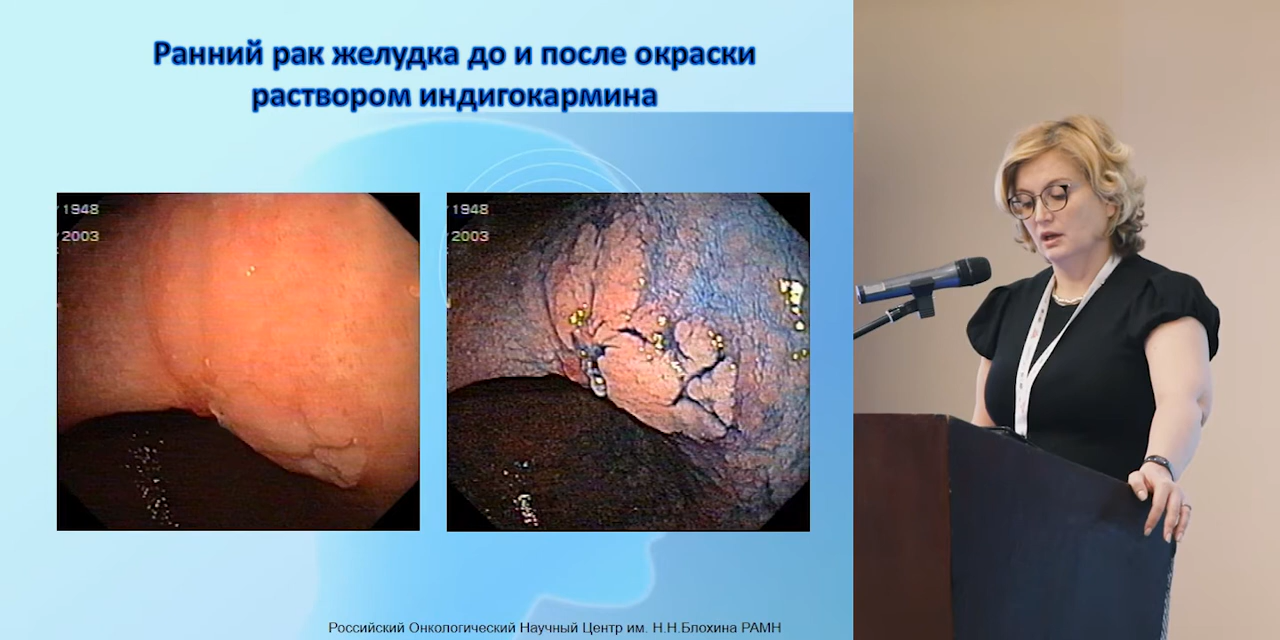 Ранний рак желудка до и после окраски
раствором индигокармина
1948
2003
1948
2003
Российский Онкологический Научный Центр им. Н.Н.Блохина РАМН